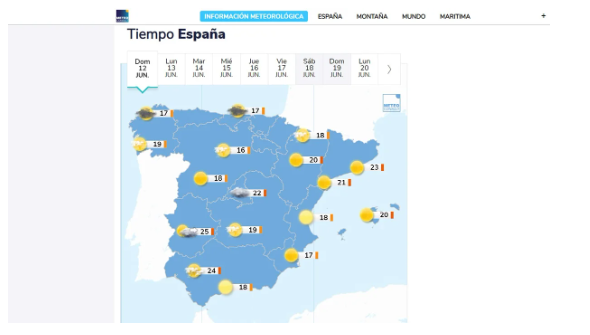 METEO
INFORMACIÓN METEOROLÓGICA ESPAÑA MONTAÑA MUNDO MARITIMA +
Tiempo España
Dom Lun Mar Mié Jue Vie Sáb Dom Lun
12 13 14 15 16 17 18 19 20
JUN. JUN. JUN. JUN. JUN. JUN. JUN. JUN. JUN.
17 17
19 16 18
18 20 23
22 21
25 19 18 20
24 17
18